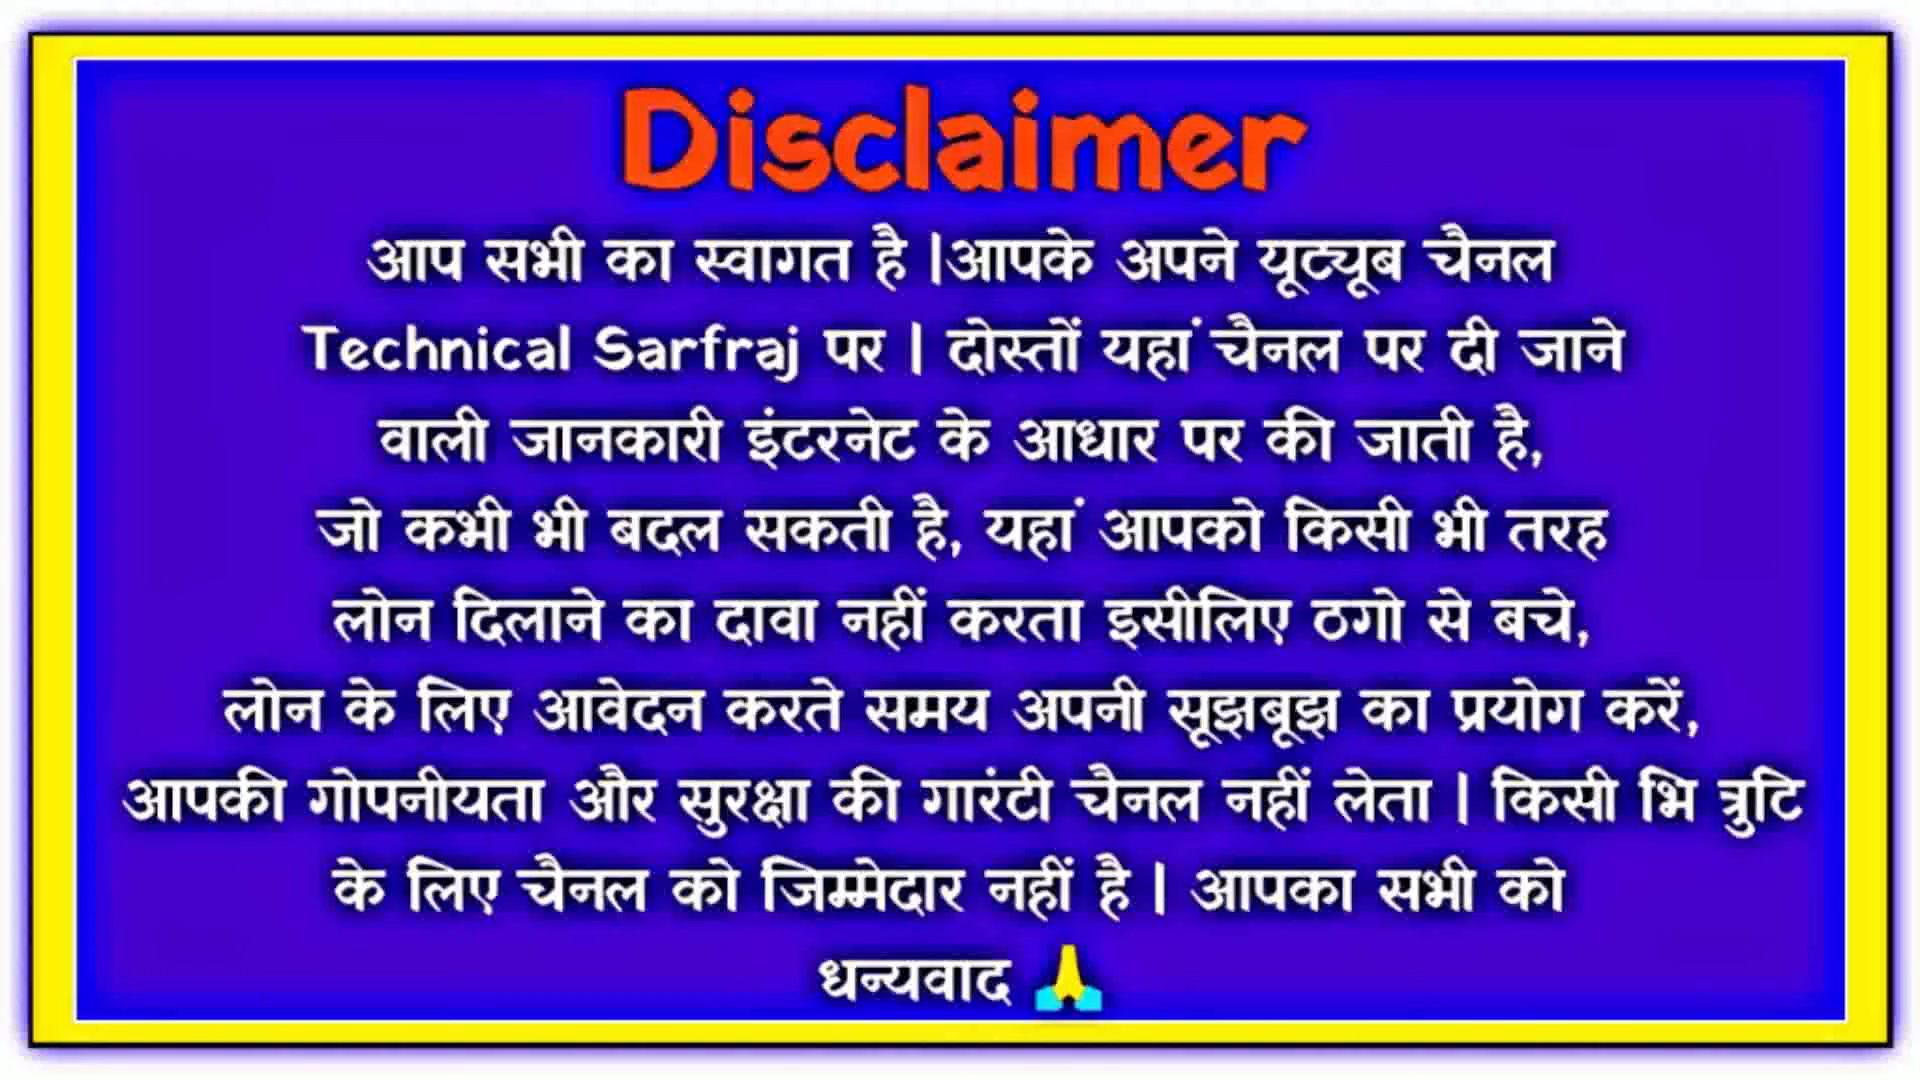 Disclaimer
आप सभी का स्वागत है |आपके अपने यूट्यूब चैनल
Technical Sarfraj पर | दोस्तों यहां चैनल पर दी जाने
वाली जानकारी इंटरनेट के आधार पर की जाती है,
जो कभी भी बदल सकती है, यहां आपको किसी भी तरह
लोन दिलाने का दावा नहीं करता इसीलिए ठगो से बचे,
लोन के लिए आवेदन करते समय अपनी सूझबूझ का प्रयोग करें,
आपकी गोपनीयता और सुरक्षा की गारंटी चैनल नहीं लेता | किसी भि त्रुटि
के लिए चैनल को जिम्मेदार नहीं है | आपका सभी को
धन्यवाद 🙏